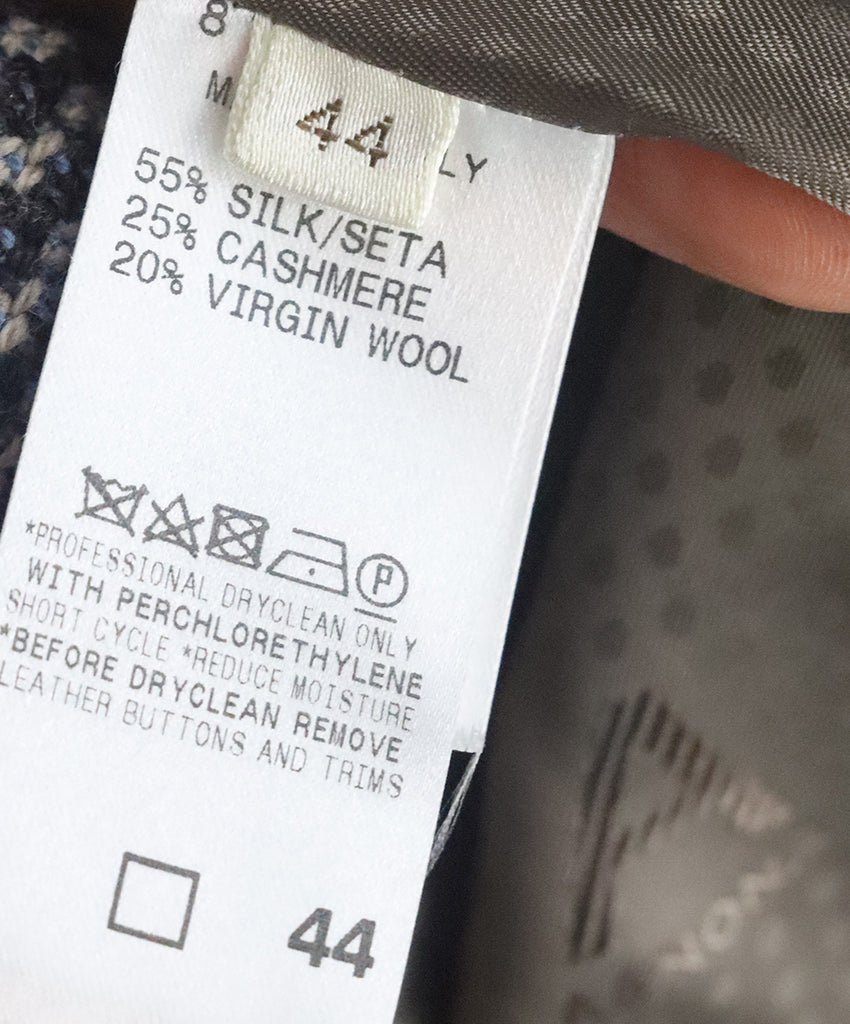 44
55% SILK/SETA
25% CASHMERE
20% VIRGIN WOOL
P
*PROFESSIONAL DRYCLEAN ONLY
WITH PERCHLORETHYLENE
SHORT CYCLE *REDUCE MOISTURE
*BEFORE DRYCLEAN REMOVE
LEATHER BUTTONS AND TRIMS
44